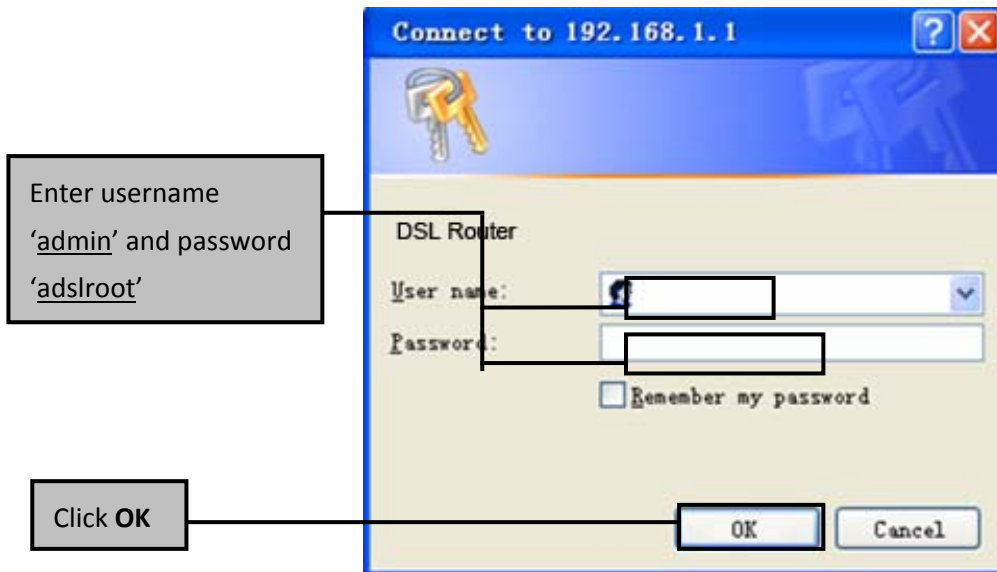 Connect to 192.168.1.1
Enter username
‘admin’ and password
‘adslroot’
DSL Router
User name:
Password:
Remember my password
Click OK
OK
Cancel